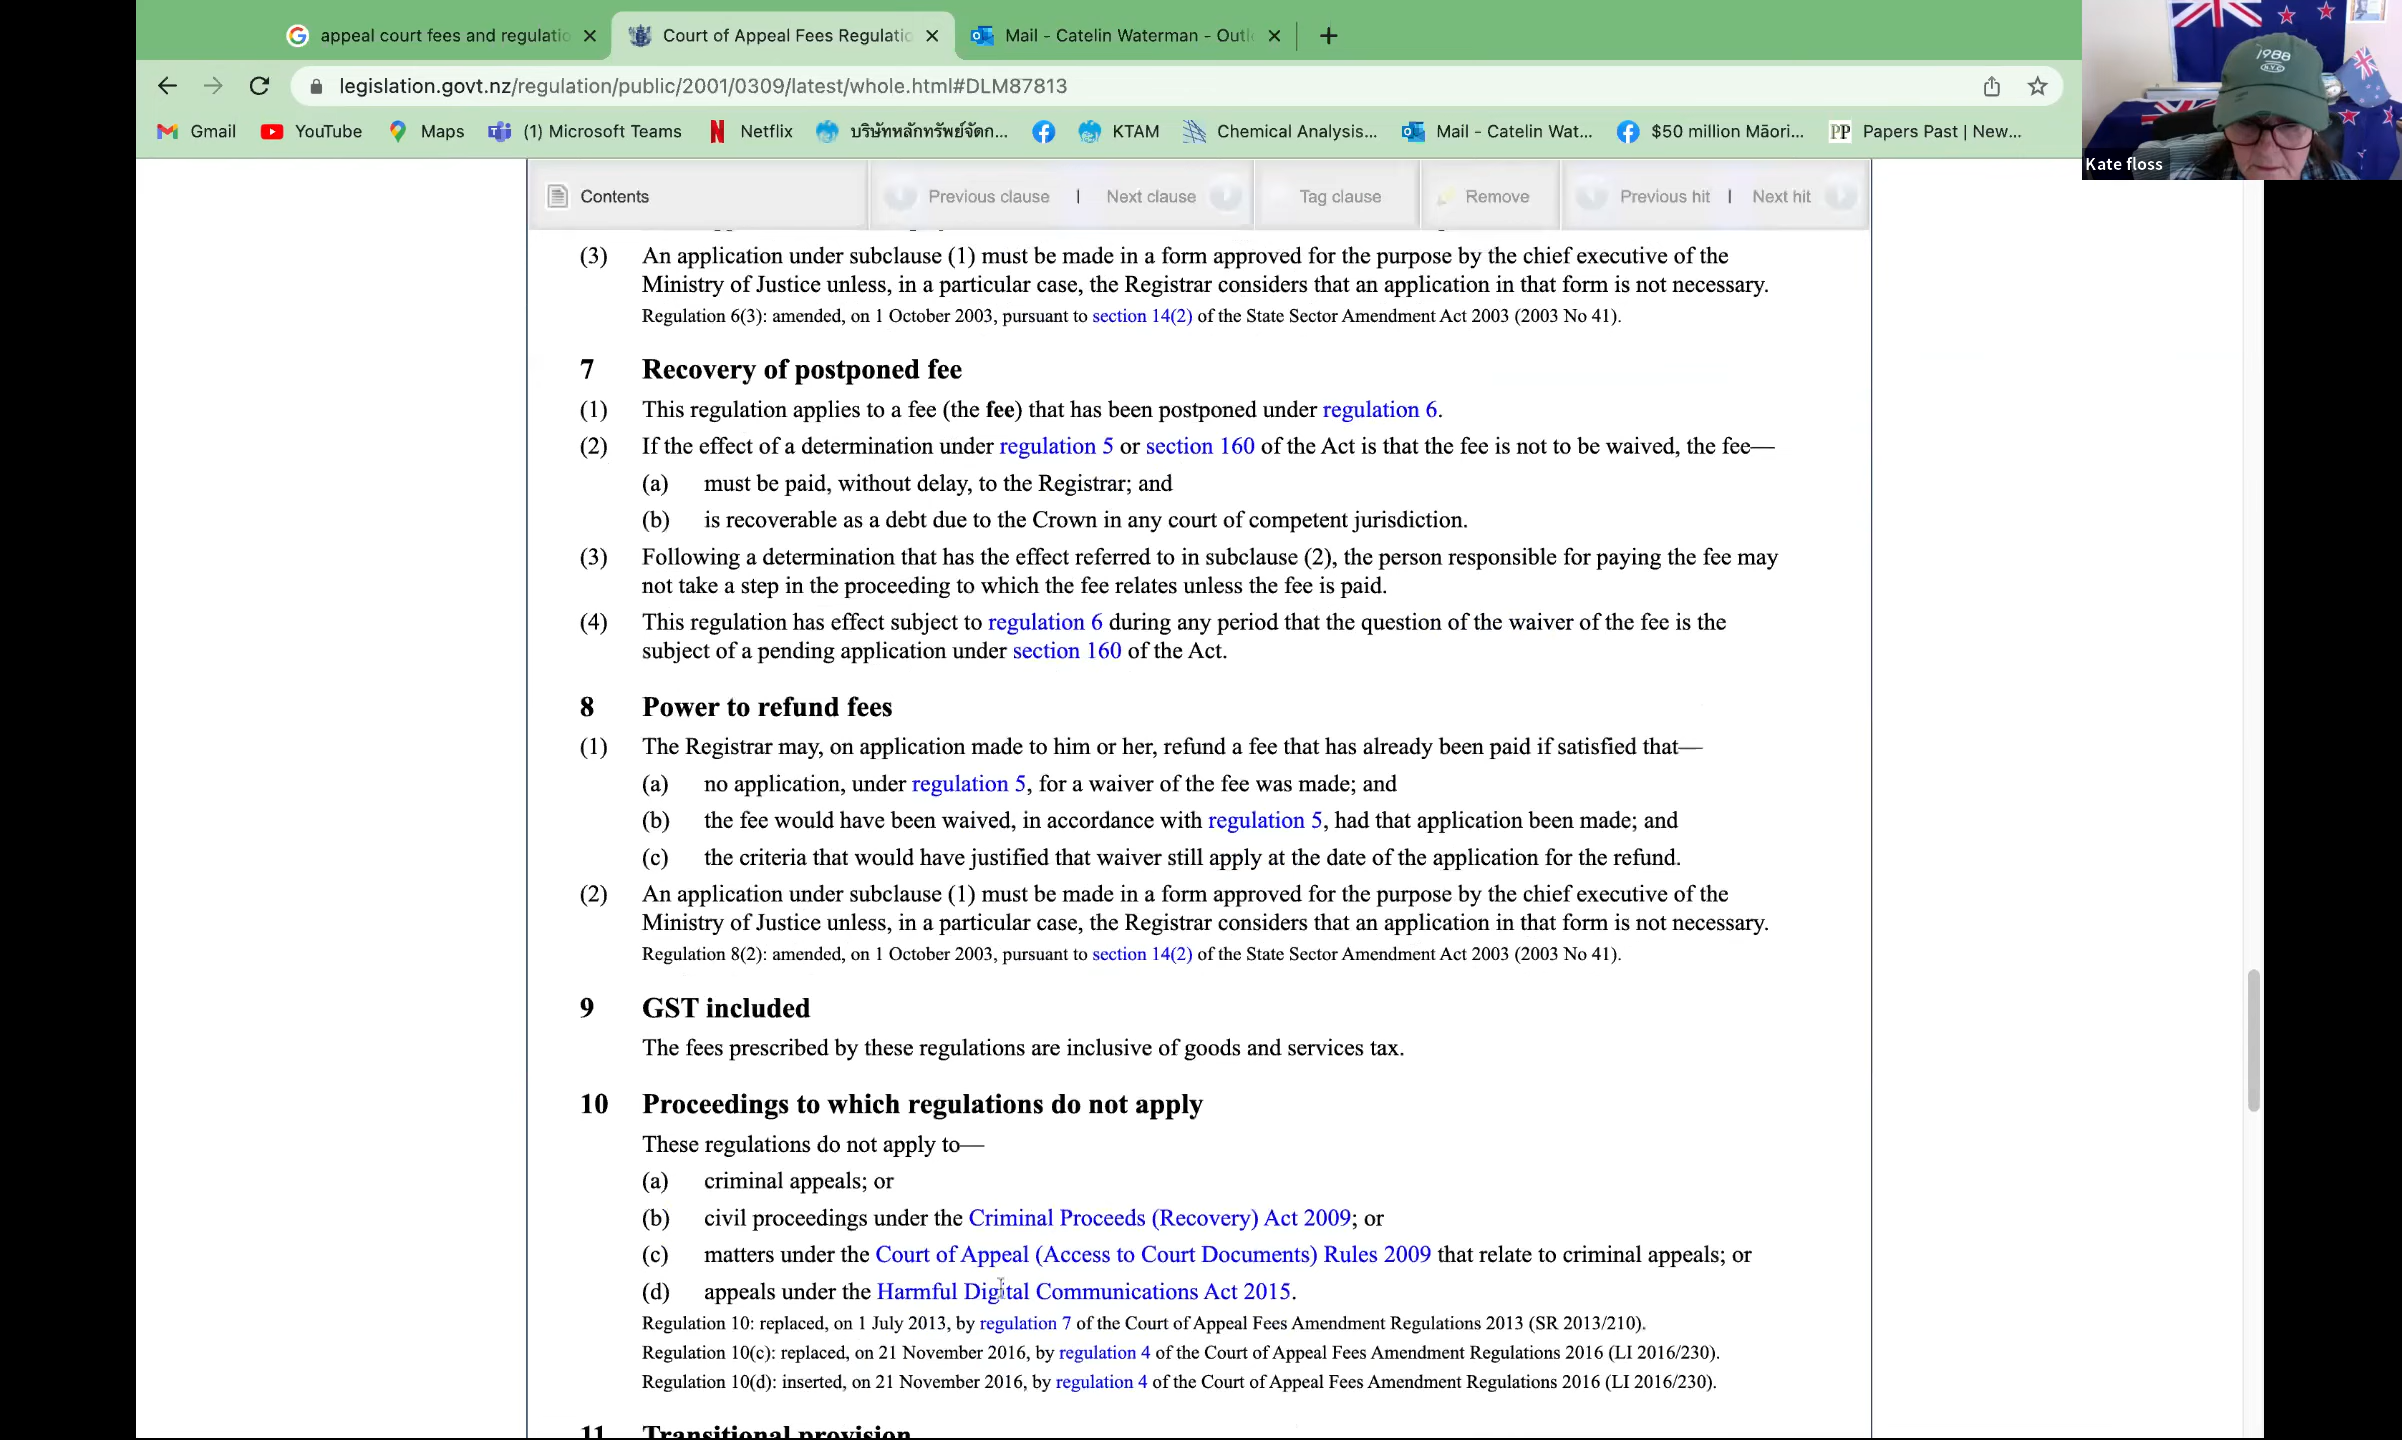 appeal court fees and regulatio
Court of Appeal Fees Regulatio
Mail - Catelin Waterman - Outl
legislation.govt.nz/regulation/public/2001/0309/latest/whole.html#DLM87813
Gmail
YouTube
Maps
(1) Microsoft Teams
Netflix
บริษัทหลักทรัพย์จัดก...
KTAM
Chemical Analysis...
Mail - Catelin Wat...
$50 million Māori...
PP Papers Past | New...
1988
N.Y.C
Kate floss
Contents
Previous clause | Next clause
Tag clause
Remove
Previous hit | Next hit
(3) An application under subclause (1) must be made in a form approved for the purpose by the chief executive of the
Ministry of Justice unless, in a particular case, the Registrar considers that an application in that form is not necessary.
Regulation 6(3): amended, on 1 October 2003, pursuant to section 14(2) of the State Sector Amendment Act 2003 (2003 No 41).
7 Recovery of postponed fee
(1) This regulation applies to a fee (the fee) that has been postponed under regulation 6.
(2) If the effect of a determination under regulation 5 or section 160 of the Act is that the fee is not to be waived, the fee—
(a) must be paid, without delay, to the Registrar; and
(b) is recoverable as a debt due to the Crown in any court of competent jurisdiction.
(3) Following a determination that has the effect referred to in subclause (2), the person responsible for paying the fee may
not take a step in the proceeding to which the fee relates unless the fee is paid.
(4) This regulation has effect subject to regulation 6 during any period that the question of the waiver of the fee is the
subject of a pending application under section 160 of the Act.
8 Power to refund fees
(1) The Registrar may, on application made to him or her, refund a fee that has already been paid if satisfied that—
(a) no application, under regulation 5, for a waiver of the fee was made; and
(b) the fee would have been waived, in accordance with regulation 5, had that application been made; and
(c) the criteria that would have justified that waiver still apply at the date of the application for the refund.
(2) An application under subclause (1) must be made in a form approved for the purpose by the chief executive of the
Ministry of Justice unless, in a particular case, the Registrar considers that an application in that form is not necessary.
Regulation 8(2): amended, on 1 October 2003, pursuant to section 14(2) of the State Sector Amendment Act 2003 (2003 No 41).
9 GST included
The fees prescribed by these regulations are inclusive of goods and services tax.
10 Proceedings to which regulations do not apply
These regulations do not apply to—
(a) criminal appeals; or
(b) civil proceedings under the Criminal Proceeds (Recovery) Act 2009; or
(c) matters under the Court of Appeal (Access to Court Documents) Rules 2009 that relate to criminal appeals; or
(d) appeals under the Harmful Digital Communications Act 2015.
Regulation 10: replaced, on 1 July 2013, by regulation 7 of the Court of Appeal Fees Amendment Regulations 2013 (SR 2013/210).
Regulation 10(c): replaced, on 21 November 2016, by regulation 4 of the Court of Appeal Fees Amendment Regulations 2016 (LI 2016/230).
Regulation 10(d): inserted, on 21 November 2016, by regulation 4 of the Court of Appeal Fees Amendment Regulations 2016 (LI 2016/230).
11 Transitional provision